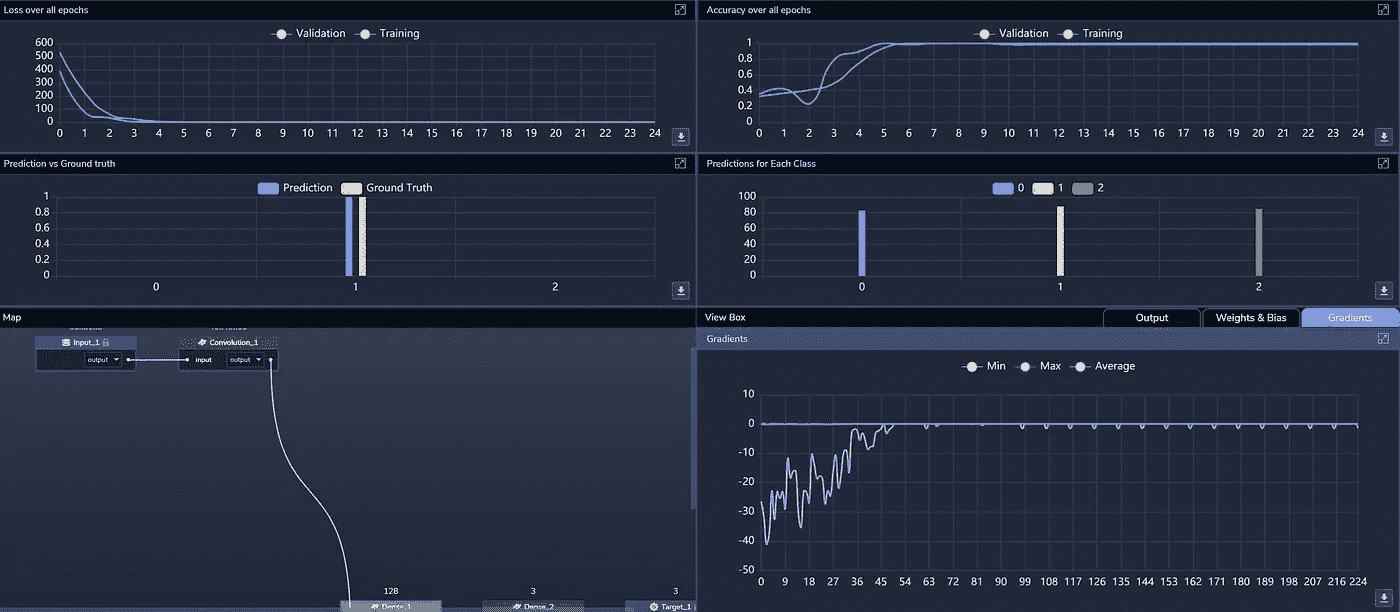 Loss over all epochs
Validation Training
600
500
400
300
200
100
0
0 1 2 3 4 5 6 7 8 9 10 11 12 13 14 15 16 17 18 19 20 21 22 23 24
Accuracy over all epochs
Validation Training
1
0.8
0.6
0.4
0.2
0
0 1 2 3 4 5 6 7 8 9 10 11 12 13 14 15 16 17 18 19 20 21 22 23 24
Prediction vs Ground truth
Prediction Ground Truth
1
0.8
0.6
0.4
0.2
0
0 1 2
Predictions for Each Class
0 1 2
100
80
60
40
20
0
0 1 2
Map
Input_1
output
Convolution_1
input output
128
Dense_1
3
Dense_2
3
Target_1
View Box
Output Weights & Bias Gradients
Gradients
Min Max Average
10
0
-10
-20
-30
-40
-50
0 9 18 27 36 45 54 63 72 81 90 99 108 117 126 135 144 153 162 171 180 189 198 207 216 224